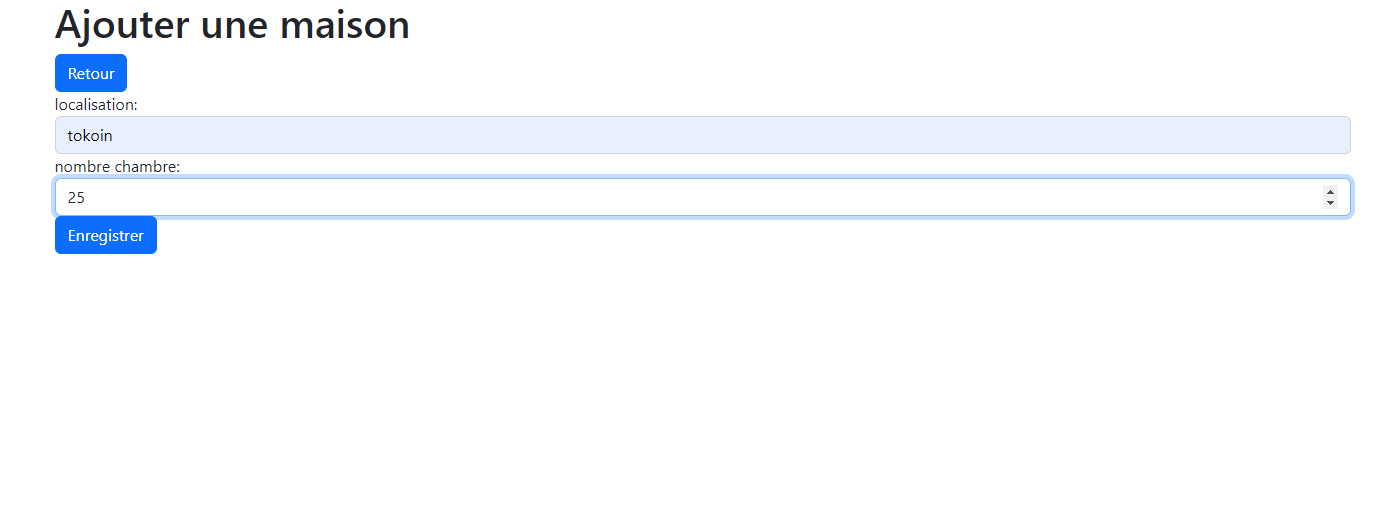 Ajouter une maison
Retour
localisation:
tokoin
nombre chambre:
25
Enregistrer